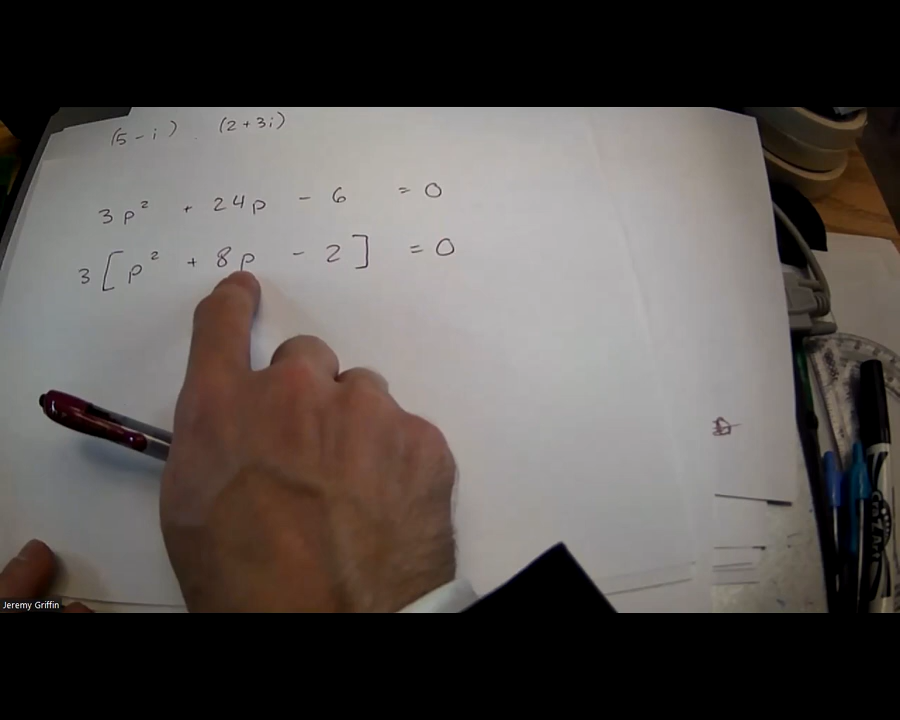 (5 - i) . (2 + 3i)
3p² + 24p - 6 = 0
3[p² + 8p - 2] = 0
Jeremy Griffin